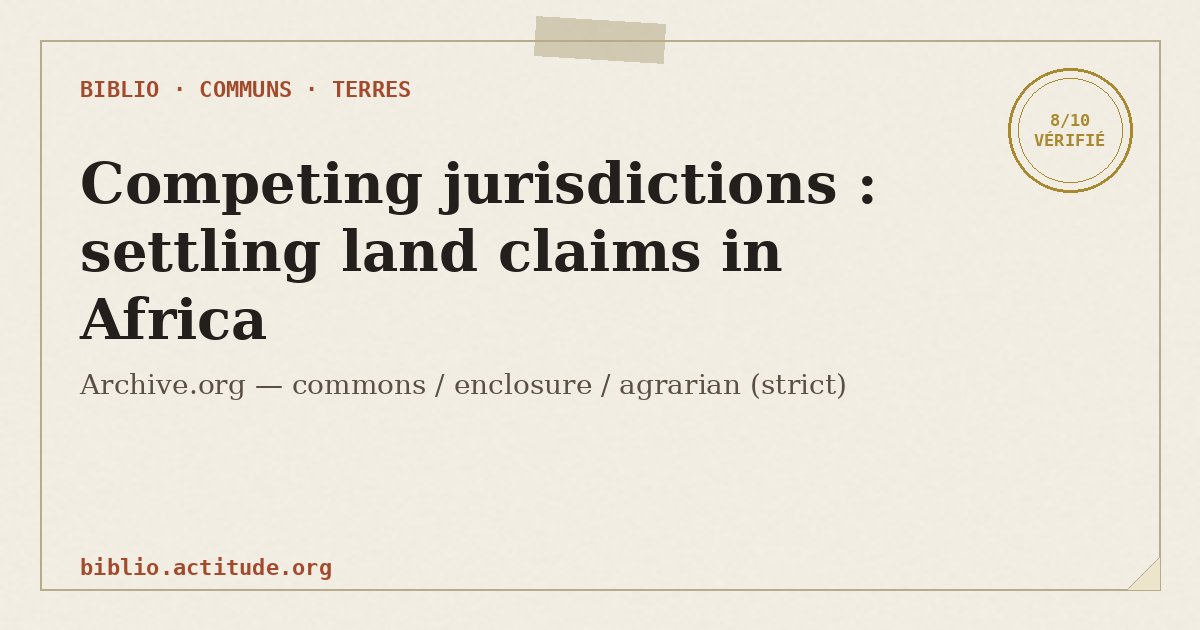 BIBLIO · COMMUNS · TERRES
8/10
VÉRIFIÉ
Competing jurisdictions :
settling land claims in
Africa
Archive.org — commons / enclosure / agrarian (strict)
biblio.actitude.org